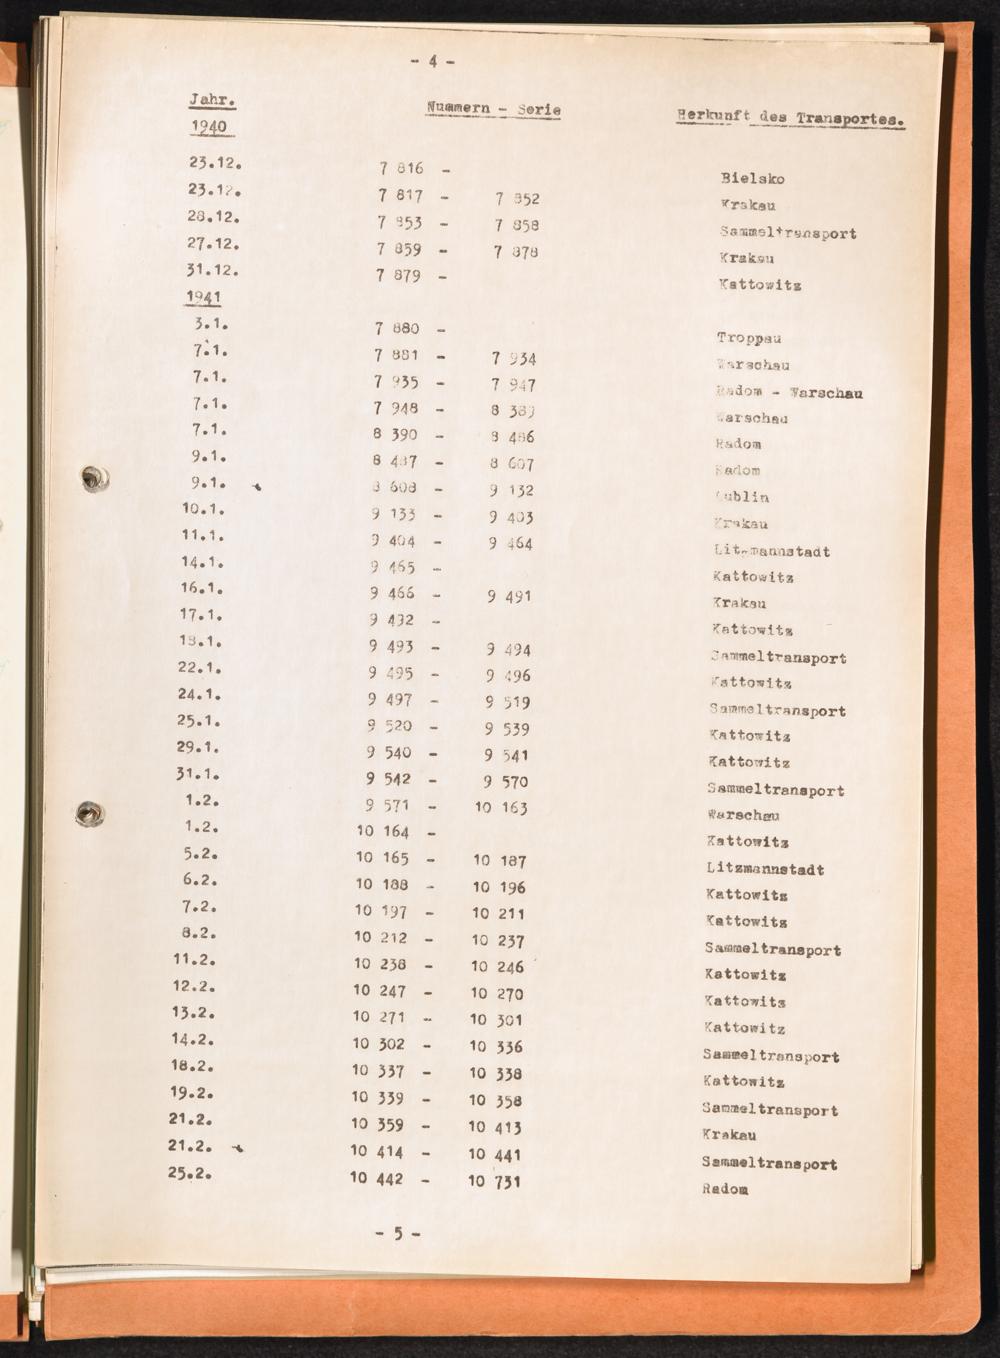 - 4 -
Jahr. Nummern - Serie Herkunft des Transportes.
1940
23.12. 7 816 - Bielsko
23.12. 7 817 - 7 852 Krakau
28.12. 7 853 - 7 858 Sammeltransport
27.12. 7 859 - 7 878 Krakau
31.12. 7 879 - Kattowitz
1941
3.1. 7 880 - Troppau
7.1. 7 881 - 7 934 Warschau
7.1. 7 935 - 7 947 Radom - Warschau
7.1. 7 948 - 8 389 Warschau
7.1. 8 390 - 8 486 Radom
9.1. 8 487 - 8 607 Radom
9.1. 8 608 - 9 132 Lublin
10.1. 9 133 - 9 403 Krakau
11.1. 9 404 - 9 464 Litzmannstadt
14.1. 9 465 - Kattowitz
16.1. 9 466 - 9 491 Krakau
17.1. 9 492 - Kattowitz
18.1. 9 493 - 9 494 Sammeltransport
22.1. 9 495 - 9 496 Kattowitz
24.1. 9 497 - 9 519 Sammeltransport
25.1. 9 520 - 9 539 Kattowitz
29.1. 9 540 - 9 541 Kattowitz
31.1. 9 542 - 9 570 Sammeltransport
1.2. 9 571 - 10 163 Warschau
1.2. 10 164 - Kattowitz
5.2. 10 165 - 10 187 Litzmannstadt
6.2. 10 188 - 10 196 Kattowitz
7.2. 10 197 - 10 211 Kattowitz
8.2. 10 212 - 10 237 Sammeltransport
11.2. 10 238 - 10 246 Kattowitz
12.2. 10 247 - 10 270 Kattowitz
13.2. 10 271 - 10 301 Kattowitz
14.2. 10 302 - 10 336 Sammeltransport
18.2. 10 337 - 10 338 Kattowitz
19.2. 10 339 - 10 358 Sammeltransport
21.2. 10 359 - 10 413 Krakau
21.2. 10 414 - 10 441 Sammeltransport
25.2. 10 442 - 10 731 Radom
- 5 -